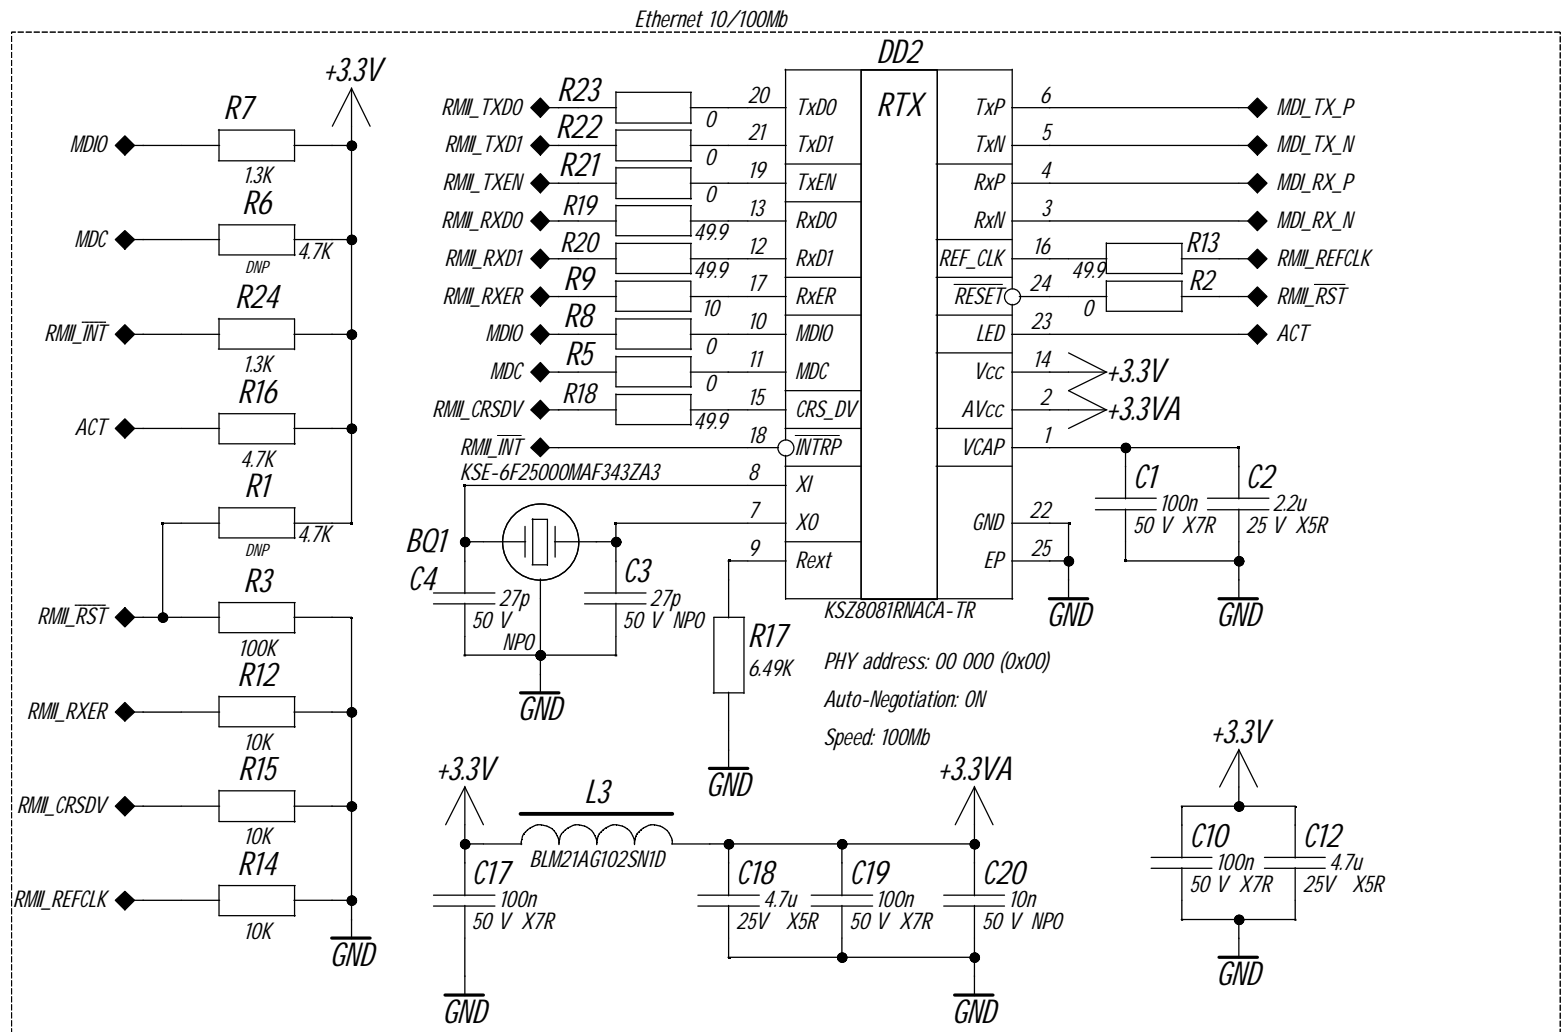 Ethernet 10/100Mb
+3.3V
R7
MDIO
1.3K
R6
MDC
4.7K
DNP
R24
RMII_INT
1.3K
R16
ACT
4.7K
R1
4.7K
DNP
R3
RMII_RST
100K
R12
RMII_RXER
10K
R15
RMII_CRSDV
10K
R14
RMII_REFCLK
10K
GND
DD2
RTX
RMII_TXD0 R23 0 20 TxD0
RMII_TXD1 R22 0 21 TxD1
RMII_TXEN R21 0 19 TxEN
RMII_RXD0 R19 49.9 13 RxD0
RMII_RXD1 R20 49.9 12 RxD1
RMII_RXER R9 10 17 RxER
MDIO R8 0 10 MDIO
MDC R5 0 11 MDC
RMII_CRSDV R18 49.9 15 CRS_DV
RMII_INT 18 INTRP
KSE-6F25000MAF343ZA3
8 XI
7 XO
9 Rext
BQ1
C4
27p
50 V
NPO
C3
27p
50 V NPO
GND
R17
6.49K
GND
TxP 6 MDI_TX_P
TxN 5 MDI_TX_N
RxP 4 MDI_RX_P
RxN 3 MDI_RX_N
REF_CLK 16 49.9 R13 RMII_REFCLK
RESET 24 0 R2 RMII_RST
LED 23 ACT
Vcc 14 +3.3V
AVcc 2 +3.3VA
VCAP 1
GND 22
EP 25
GND
C1
100n
50 V X7R
C2
2.2u
25 V X5R
GND
KSZ8081RNACA-TR
PHY address: 00 000 (0x00)
Auto-Negotiation: ON
Speed: 100Mb
+3.3V
L3
BLM21AG102SN1D
+3.3VA
C17
100n
50 V X7R
GND
C18
4.7u
25V X5R
C19
100n
50 V X7R
C20
10n
50 V NPO
GND
+3.3V
C10
100n
50 V X7R
C12
4.7u
25V X5R
GND